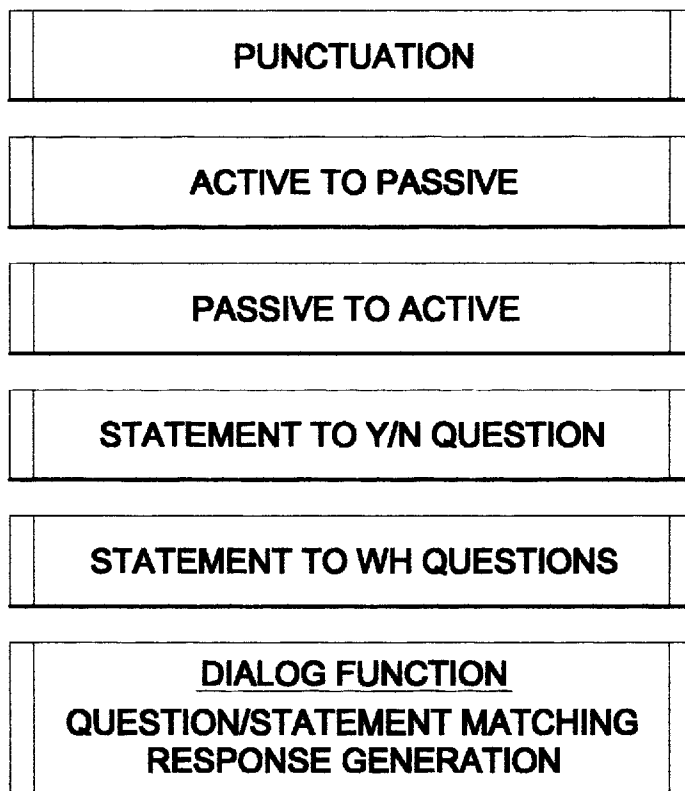 PUNCTUATION
ACTIVE TO PASSIVE
PASSIVE TO ACTIVE
STATEMENT TO Y/N QUESTION
STATEMENT TO WH QUESTIONS
DIALOG FUNCTION
QUESTION/STATEMENT MATCHING
RESPONSE GENERATION